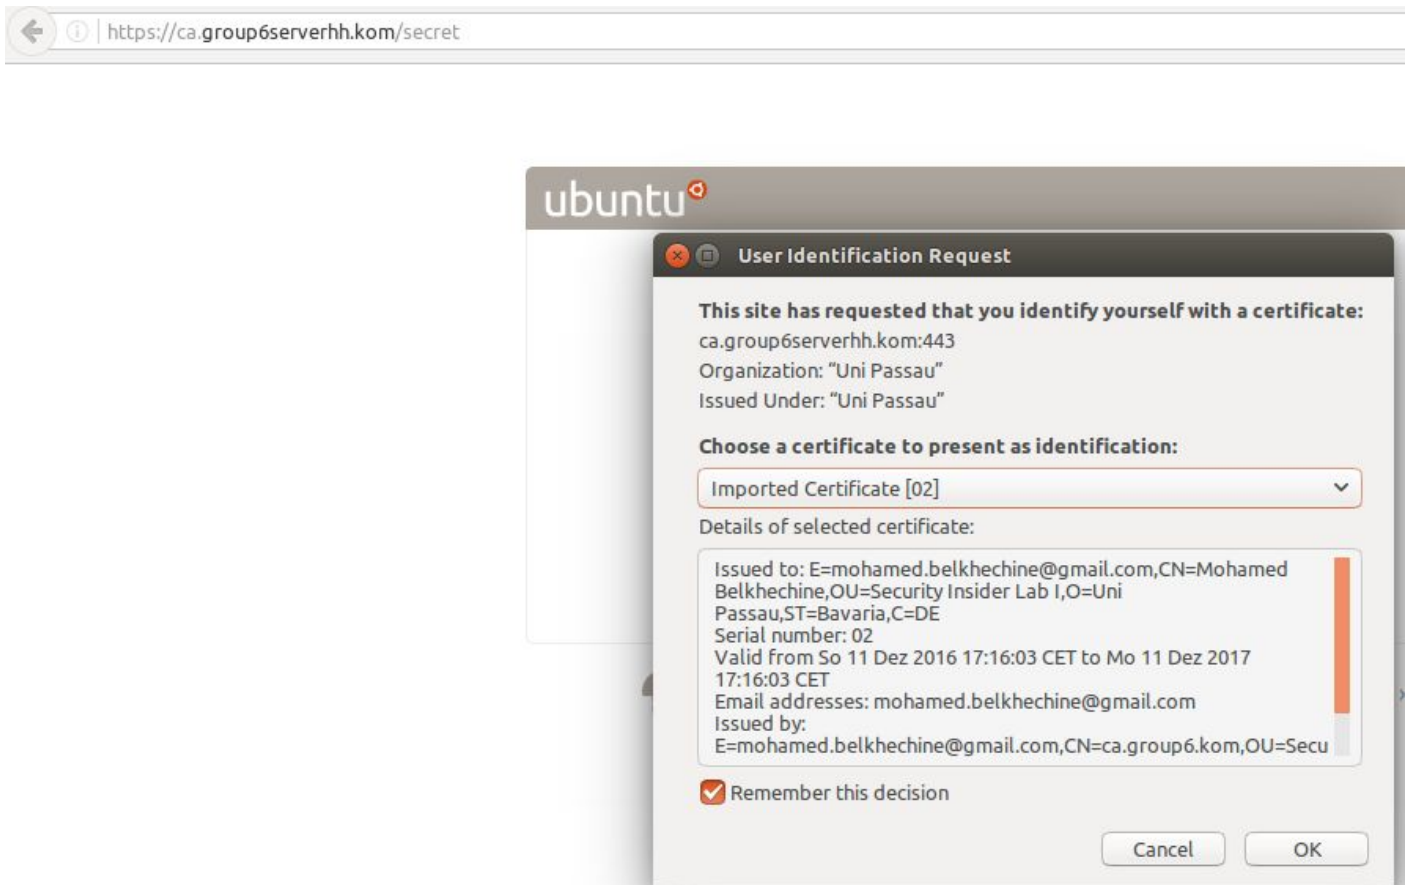 https://ca.group6serverhh.kom/secret
ubuntu
User Identification Request
This site has requested that you identify yourself with a certificate:
ca.group6serverhh.kom:443
Organization: “Uni Passau”
Issued Under: “Uni Passau”
Choose a certificate to present as identification:
Imported Certificate [02]
Details of selected certificate:
Issued to: E=mohamed.belkhechine@gmail.com,CN=Mohamed
Belkhechine,OU=Security Insider Lab I,O=Uni
Passau,ST=Bavaria,C=DE
Serial number: 02
Valid from So 11 Dez 2016 17:16:03 CET to Mo 11 Dez 2017
17:16:03 CET
Email addresses: mohamed.belkhechine@gmail.com
Issued by:
E=mohamed.belkhechine@gmail.com,CN=ca.group6.kom,OU=Secu
Remember this decision
Cancel OK